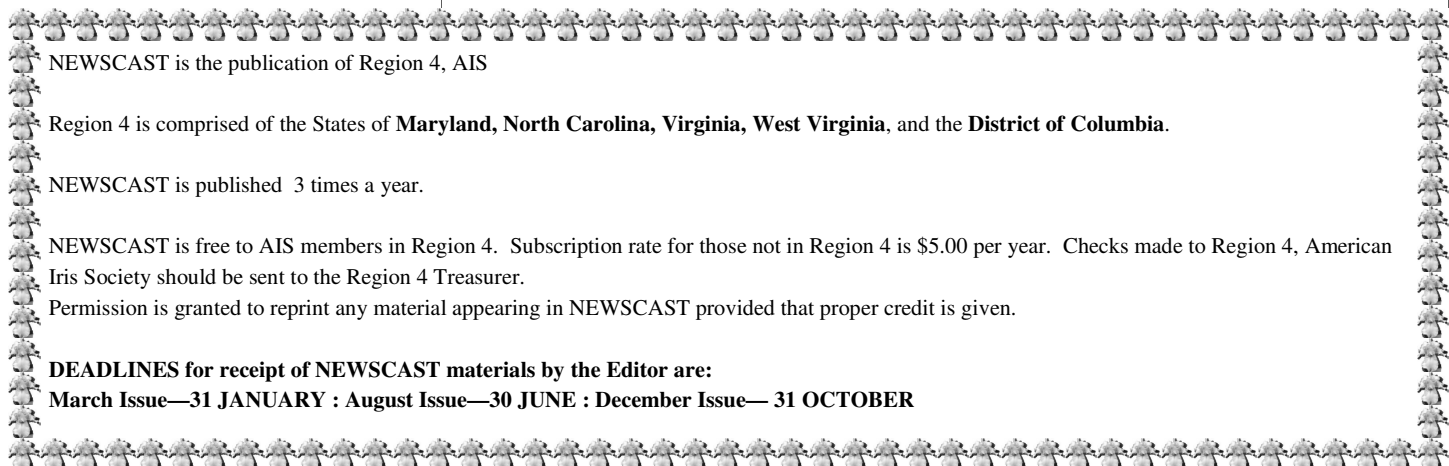 NEWSCAST is the publication of Region 4, AIS
Region 4 is comprised of the States of Maryland, North Carolina, Virginia, West Virginia, and the District of Columbia.
NEWSCAST is published  3 times a year.
NEWSCAST is free to AIS members in Region 4.  Subscription rate for those not in Region 4 is $5.00 per year.  Checks made to Region 4, American
Iris Society should be sent to the Region 4 Treasurer.
Permission is granted to reprint any material appearing in NEWSCAST provided that proper credit is given.
DEADLINES for receipt of NEWSCAST materials by the Editor are:
March Issue—31 JANUARY : August Issue—30 JUNE : December Issue— 31 OCTOBER